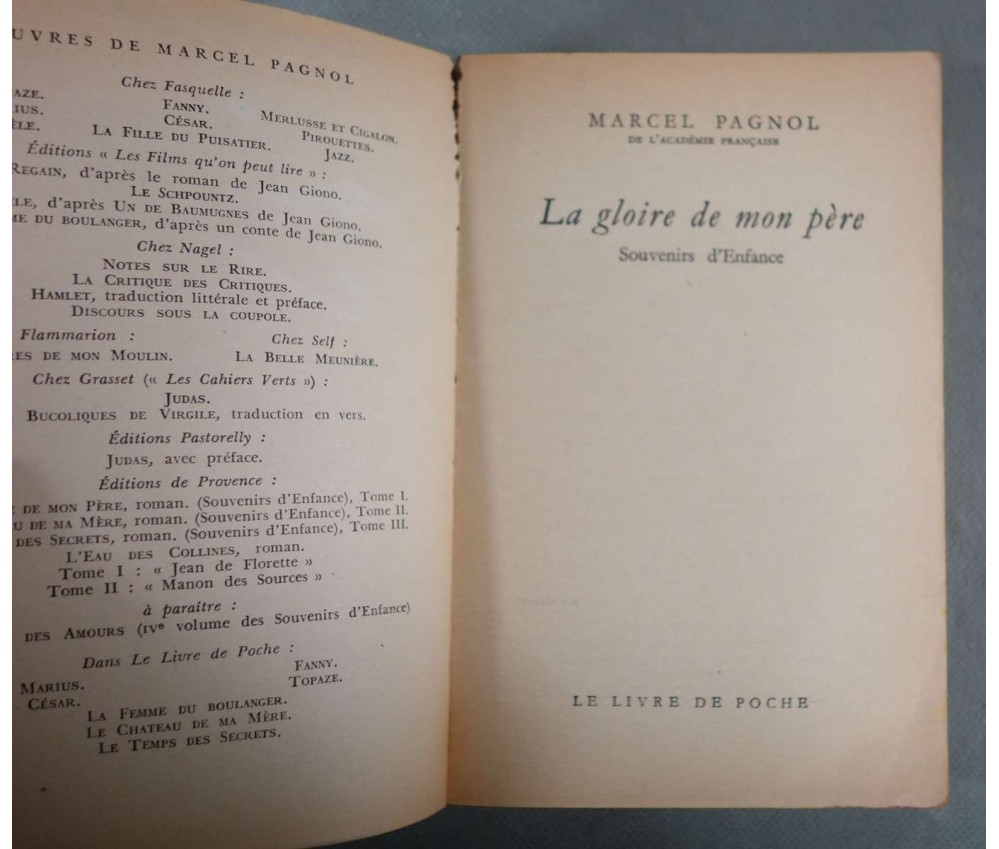 UVRES DE MARCEL PAGNOL
Chez Fasquelle :
PAZE. FANNY. MERLUSSE ET CIGALON.
IUS. CÉSAR. PIROUETTES.
ÈLE. LA FILLE DU PUISATIER. JAZZ.
Éditions « Les Films qu'on peut lire » :
REGAIN, d'après le roman de Jean Giono.
LE SCHPOUNTZ.
LE, d'après UN DE BAUMUGNES de Jean Giono.
ME DU BOULANGER, d'après un conte de Jean Giono.
Chez Nagel :
NOTES SUR LE RIRE.
LA CRITIQUE DES CRITIQUES.
HAMLET, traduction littérale et préface.
DISCOURS SOUS LA COUPOLE.
Flammarion : Chez Self :
ES DE MON MOULIN. LA BELLE MEUNIÈRE.
Chez Grasset (« Les Cahiers Verts ») :
JUDAS.
BUCOLIQUES DE VIRGILE, traduction en vers.
Éditions Pastorelly :
JUDAS, avec préface.
Éditions de Provence :
DE MON PÈRE, roman. (Souvenirs d'Enfance), Tome I.
U DE MA MÈRE, roman. (Souvenirs d'Enfance), Tome II.
DES SECRETS, roman. (Souvenirs d'Enfance), Tome III.
L'EAU DES COLLINES, roman.
Tome I : « Jean de Florette »
Tome II : « Manon des Sources »
à paraître :
DES AMOURS (IVe volume des Souvenirs d'Enfance)
Dans Le Livre de Poche :
MARIUS. FANNY.
CÉSAR. TOPAZE.
LA FEMME DU BOULANGER.
LE CHATEAU DE MA MÈRE.
LE TEMPS DES SECRETS.
MARCEL PAGNOL
DE L'ACADÉMIE FRANÇAISE
La gloire de mon père
Souvenirs d'Enfance
LE LIVRE DE POCHE